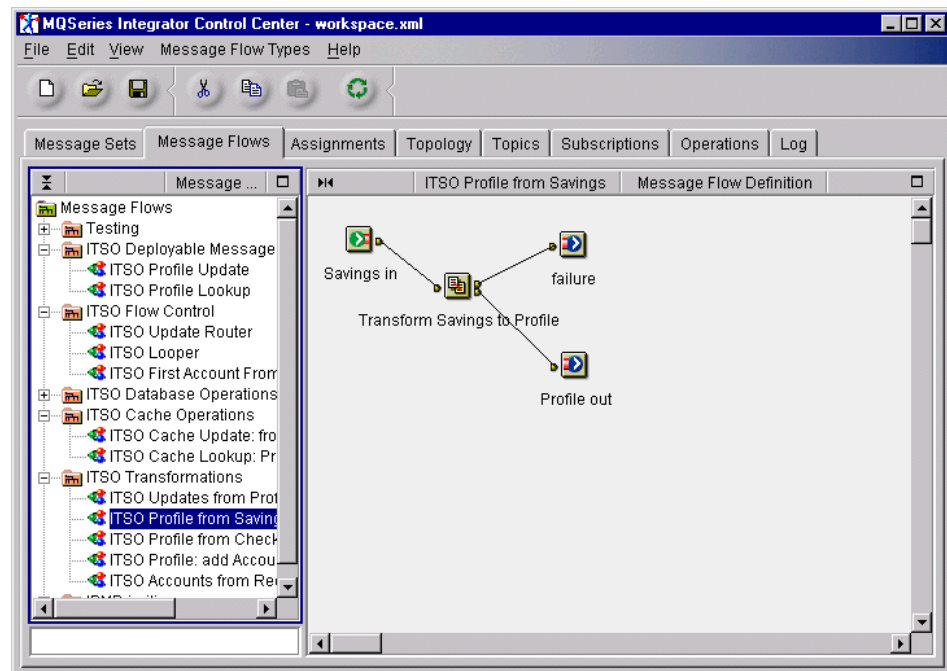 MQSeries Integrator Control Center - workspace.xml
File Edit View Message Flow Types Help
Message Sets Message Flows Assignments Topology Topics Subscriptions Operations Log
Message ...
Message Flows
Testing
ITSO Deployable Message
ITSO Profile Update
ITSO Profile Lookup
ITSO Flow Control
ITSO Update Router
ITSO Looper
ITSO First Account From
ITSO Database Operations
ITSO Cache Operations
ITSO Cache Update: fro
ITSO Cache Lookup: Pr
ITSO Transformations
ITSO Updates from Prof
ITSO Profile from Saving
ITSO Profile from Check
ITSO Profile: add Accou
ITSO Accounts from Re
ITSO Profile from Savings Message Flow Definition
Savings in
failure
Transform Savings to Profile
Profile out